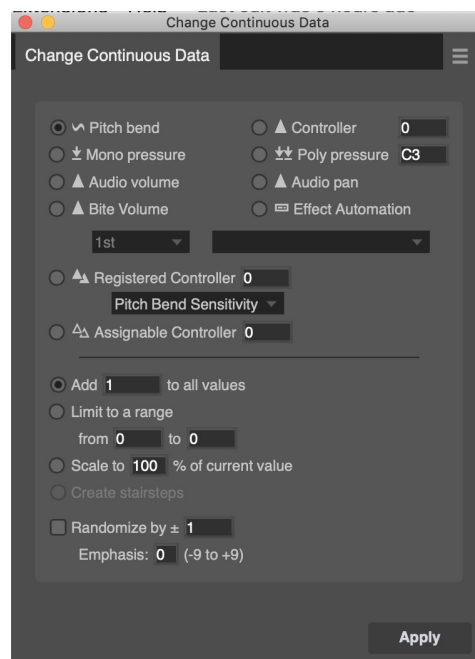 Change Continuous Data
Change Continuous Data
Pitch bend
Controller 0
Mono pressure
Poly pressure C3
Audio volume
Audio pan
Bite Volume
Effect Automation
1st
Registered Controller 0
Pitch Bend Sensitivity
Assignable Controller 0
Add 1 to all values
Limit to a range
from 0 to 0
Scale to 100 % of current value
Create stairsteps
Randomize by ± 1
Emphasis: 0 (-9 to +9)
Apply